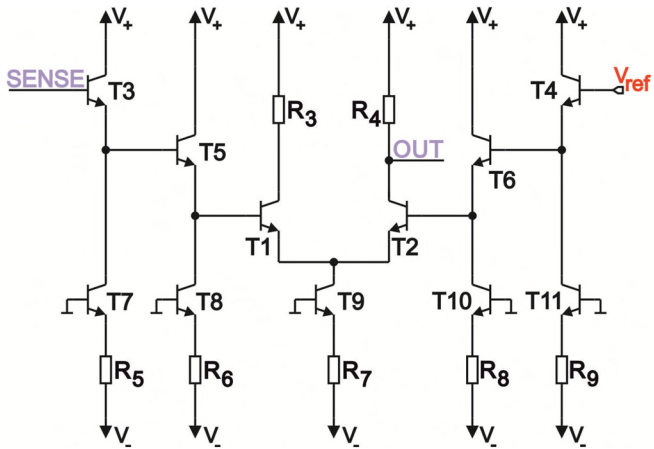 V+ V+ V+ V+ V+ V+
SENSE T3 T4 Vref
R3 R4
T5 OUT T6
T1 T2
T7 T8 T9 T10 T11
R5 R6 R7 R8 R9
V- V- V- V- V-